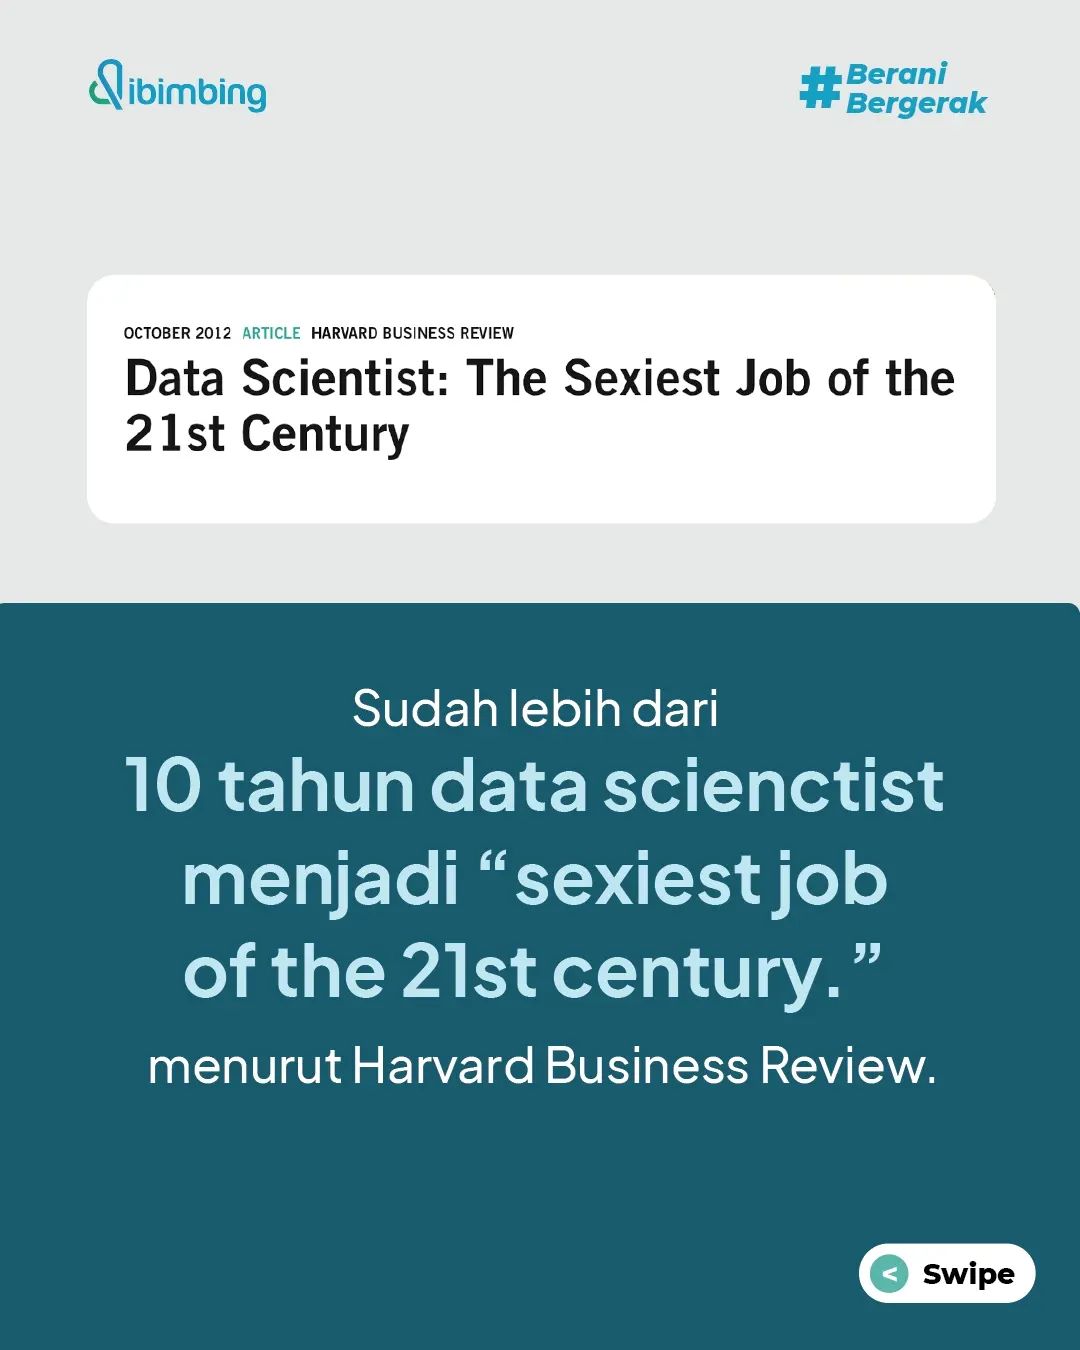 dibimbing
#Berani
Bergerak
OCTOBER 2012 ARTICLE HARVARD BUSINESS REVIEW
Data Scientist: The Sexiest Job of the
21st Century
Sudah lebih dari
10 tahun data scienctist
menjadi “sexiest job
of the 21st century.”
menurut Harvard Business Review.
< Swipe